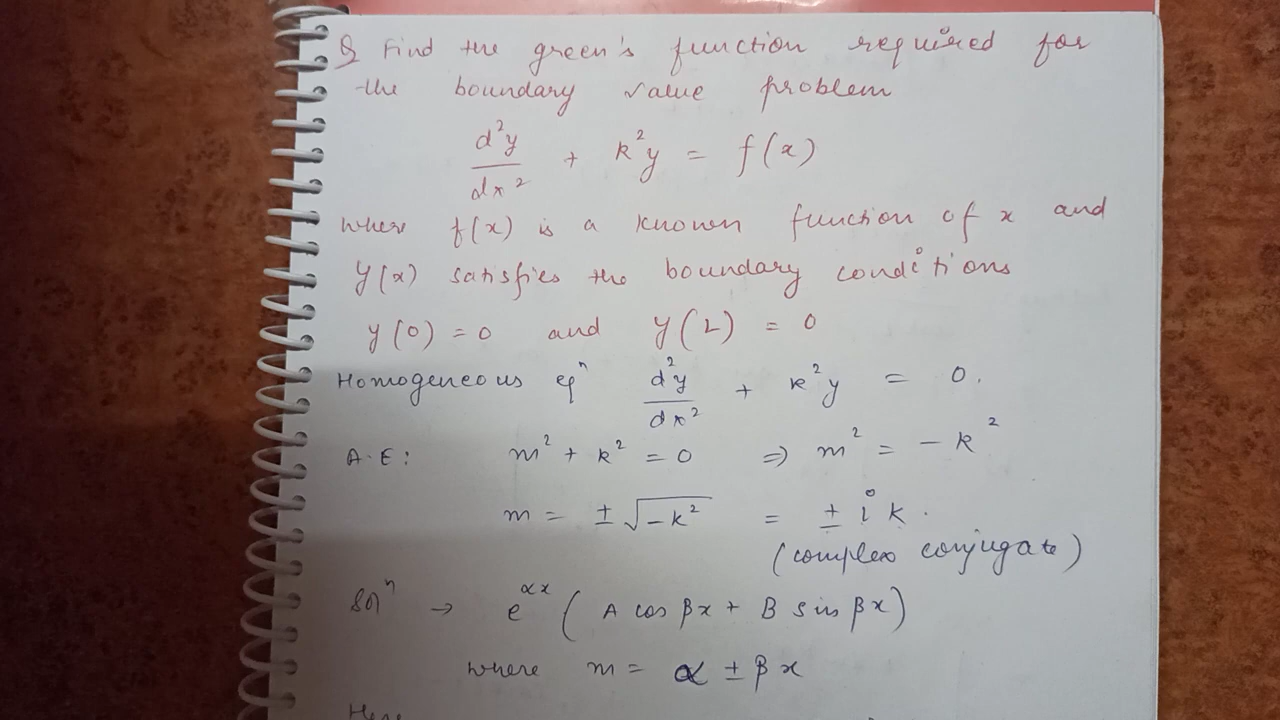 Q Find the green's function required for
the boundary value problem
d²y/dx² + k²y = f(x)
where f(x) is a known function of x and
y(x) satisfies the boundary conditions
y(0) = 0 and y(L) = 0
Homogeneous eqⁿ d²y/dx² + k²y = 0.
A.E: m² + k² = 0 ⇒ m² = -k²
m = ±√-k² = ± i k.
(complex conjugate)
Solⁿ → e^αx (A cos βx + B sin βx)
where m = α ± βx
Here